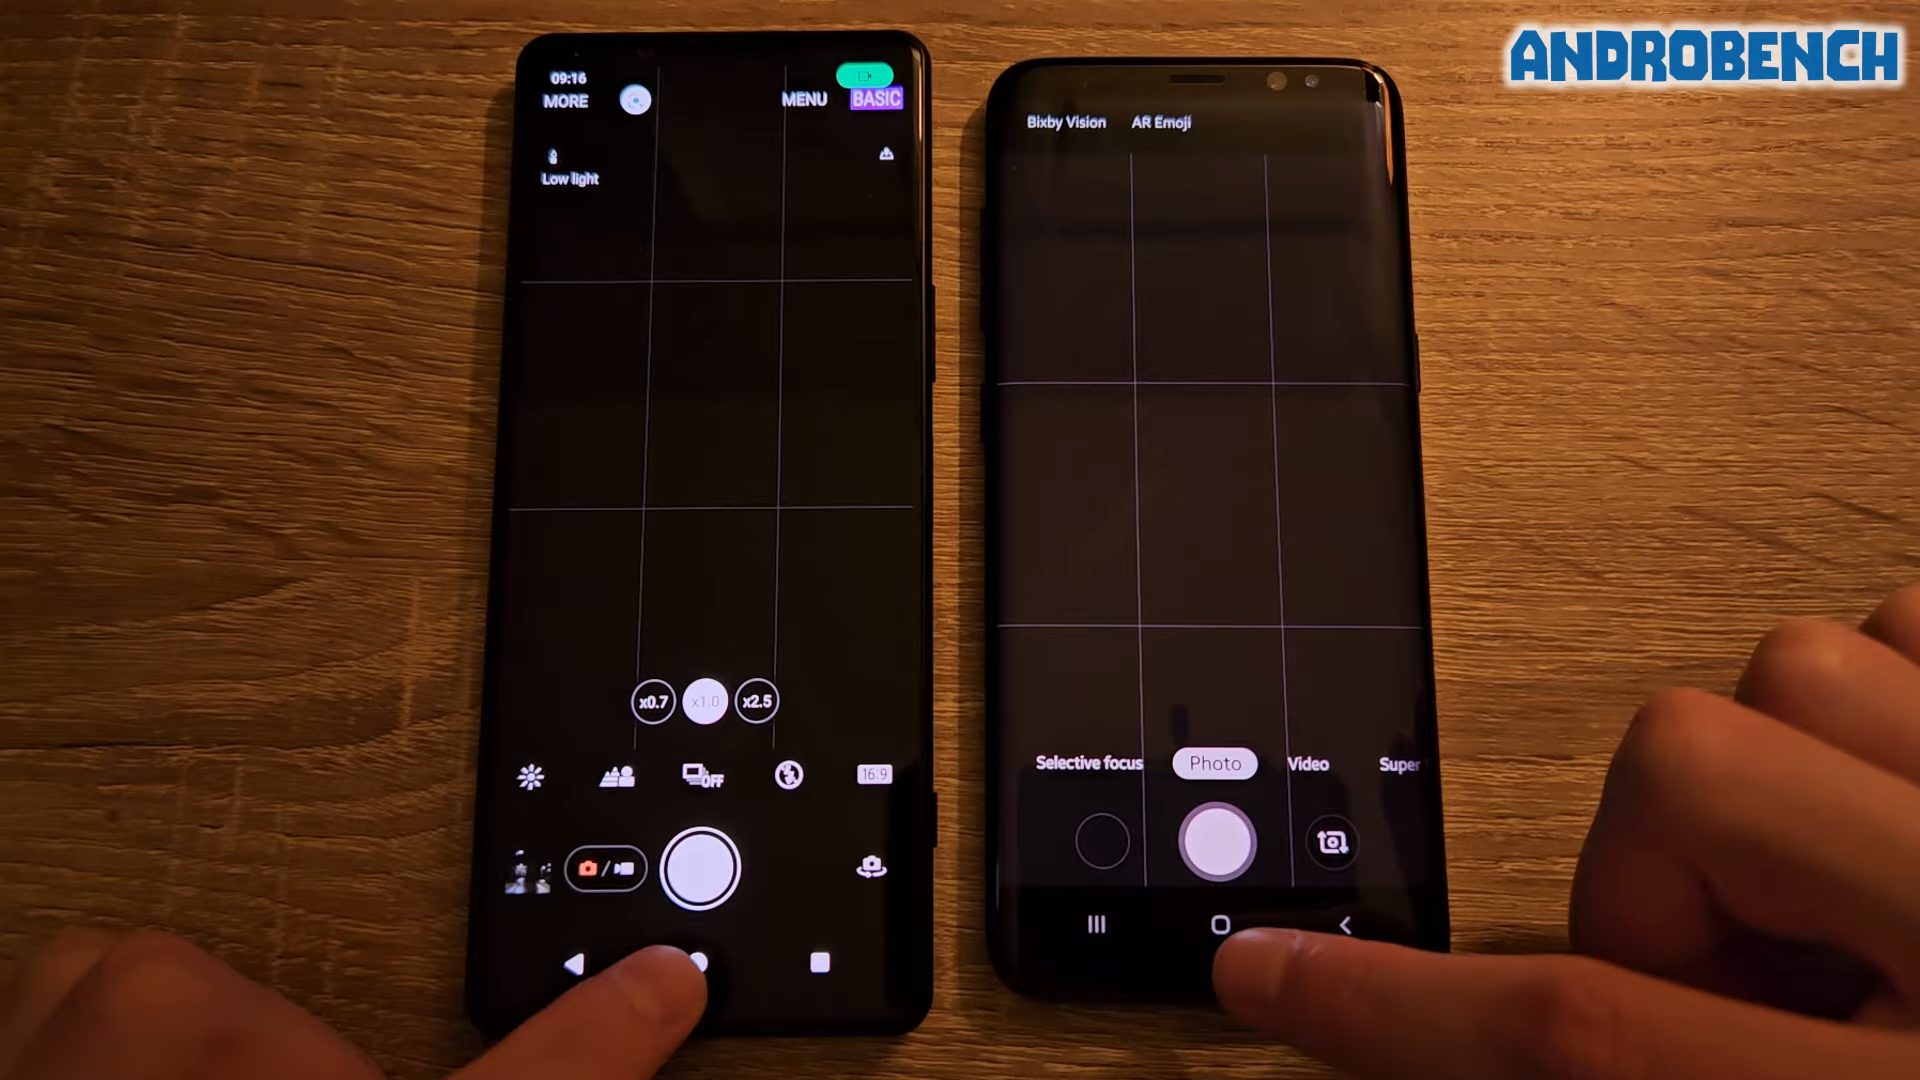 ANDROBENCH
09:16
MORE
MENU
BASIC
Low light
x0.7
x1.0
x2.5
OFF
16:9
Bixby Vision
AR Emoji
Selective focus
Photo
Video
Super